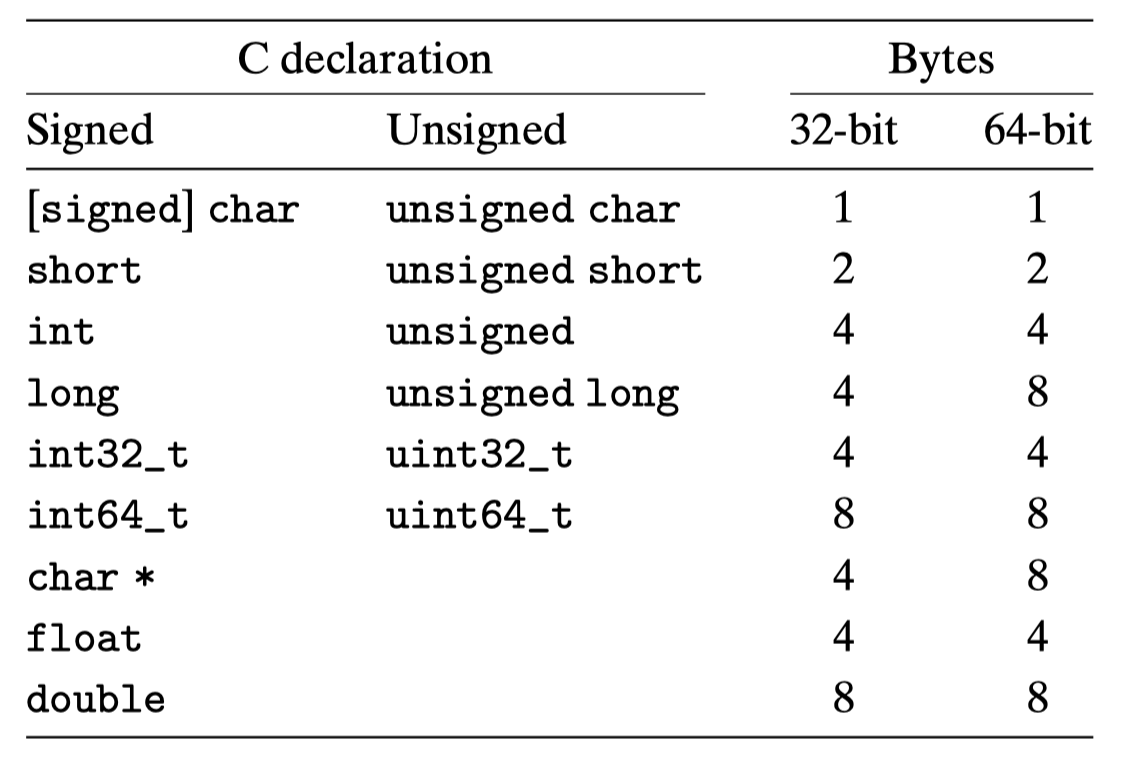 C declaration Bytes
Signed Unsigned 32-bit 64-bit
[signed] char unsigned char 1 1
short unsigned short 2 2
int unsigned 4 4
long unsigned long 4 8
int32_t uint32_t 4 4
int64_t uint64_t 8 8
char * 4 8
float 4 4
double 8 8